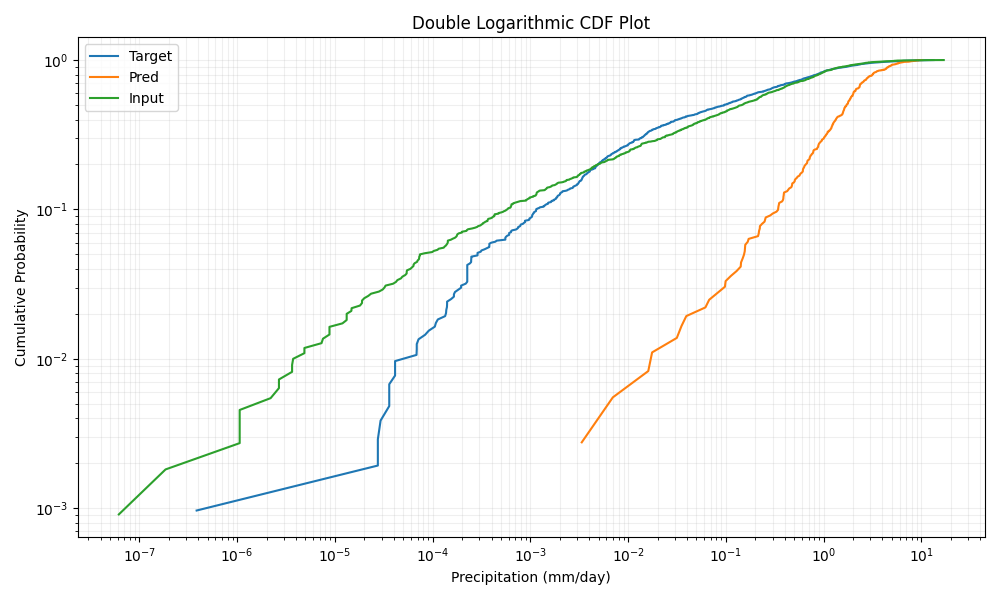 Double Logarithmic CDF Plot
Target
Pred
Input
Cumulative Probability
10⁰
10⁻¹
10⁻²
10⁻³
10⁻⁷ 10⁻⁶ 10⁻⁵ 10⁻⁴ 10⁻³ 10⁻² 10⁻¹ 10⁰ 10¹
Precipitation (mm/day)